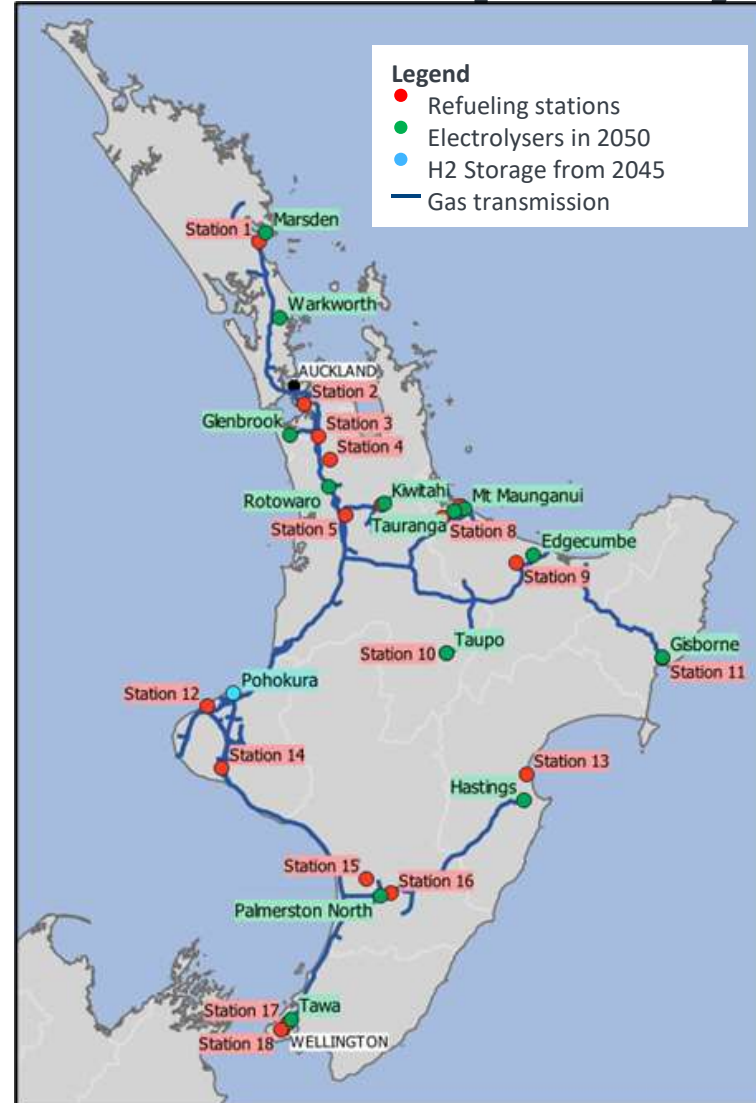 Legend
Refueling stations
Electrolysers in 2050
H2 Storage from 2045
Gas transmission
Marsden
Station 1
Warkworth
AUCKLAND
Station 2
Glenbrook
Station 3
Station 4
Rotowaro
Kiwitahi
Mt Maunganui
Station 5
Tauranga
Station 8
Edgecumbe
Station 9
Taupo
Station 10
Gisborne
Station 11
Pohokura
Station 12
Station 14
Station 13
Hastings
Station 15
Station 16
Palmerston North
Station 17
Tawa
Station 18
WELLINGTON